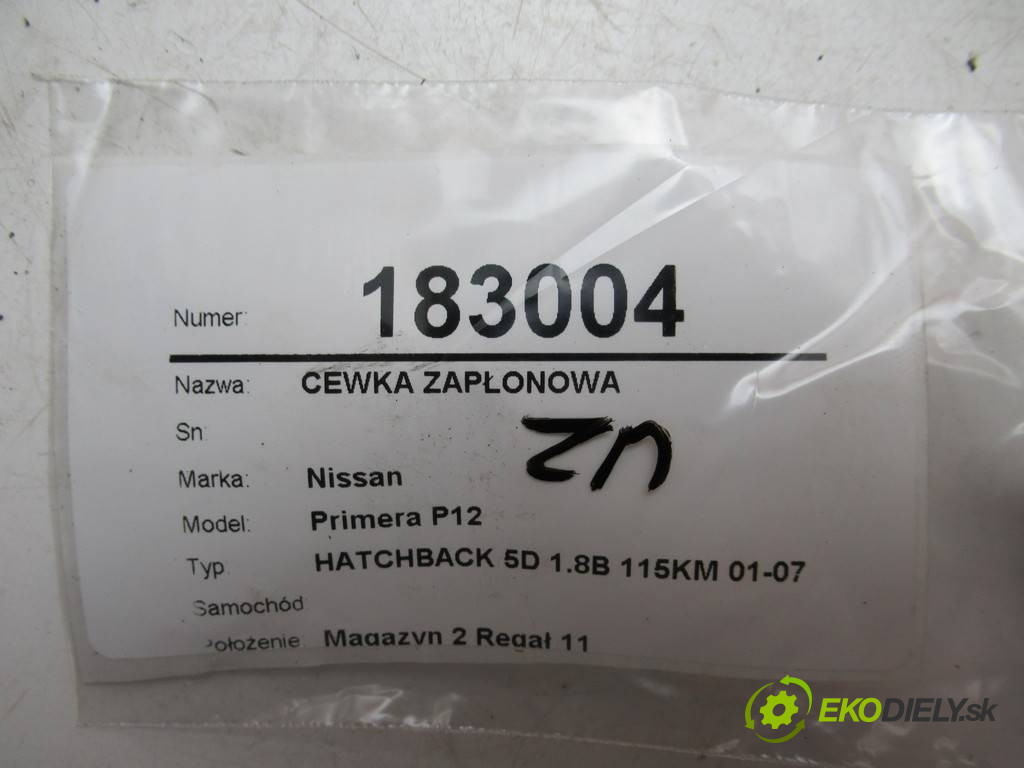 Numer: 183004
Nazwa: CEWKA ZAPŁONOWA
Sn:
Marka: Nissan
Model: Primera P12
Typ HATCHBACK 5D 1.8B 115KM 01-07
Samochód
Położenie Magazyn 2 Regał 11
EKODIELY.sk